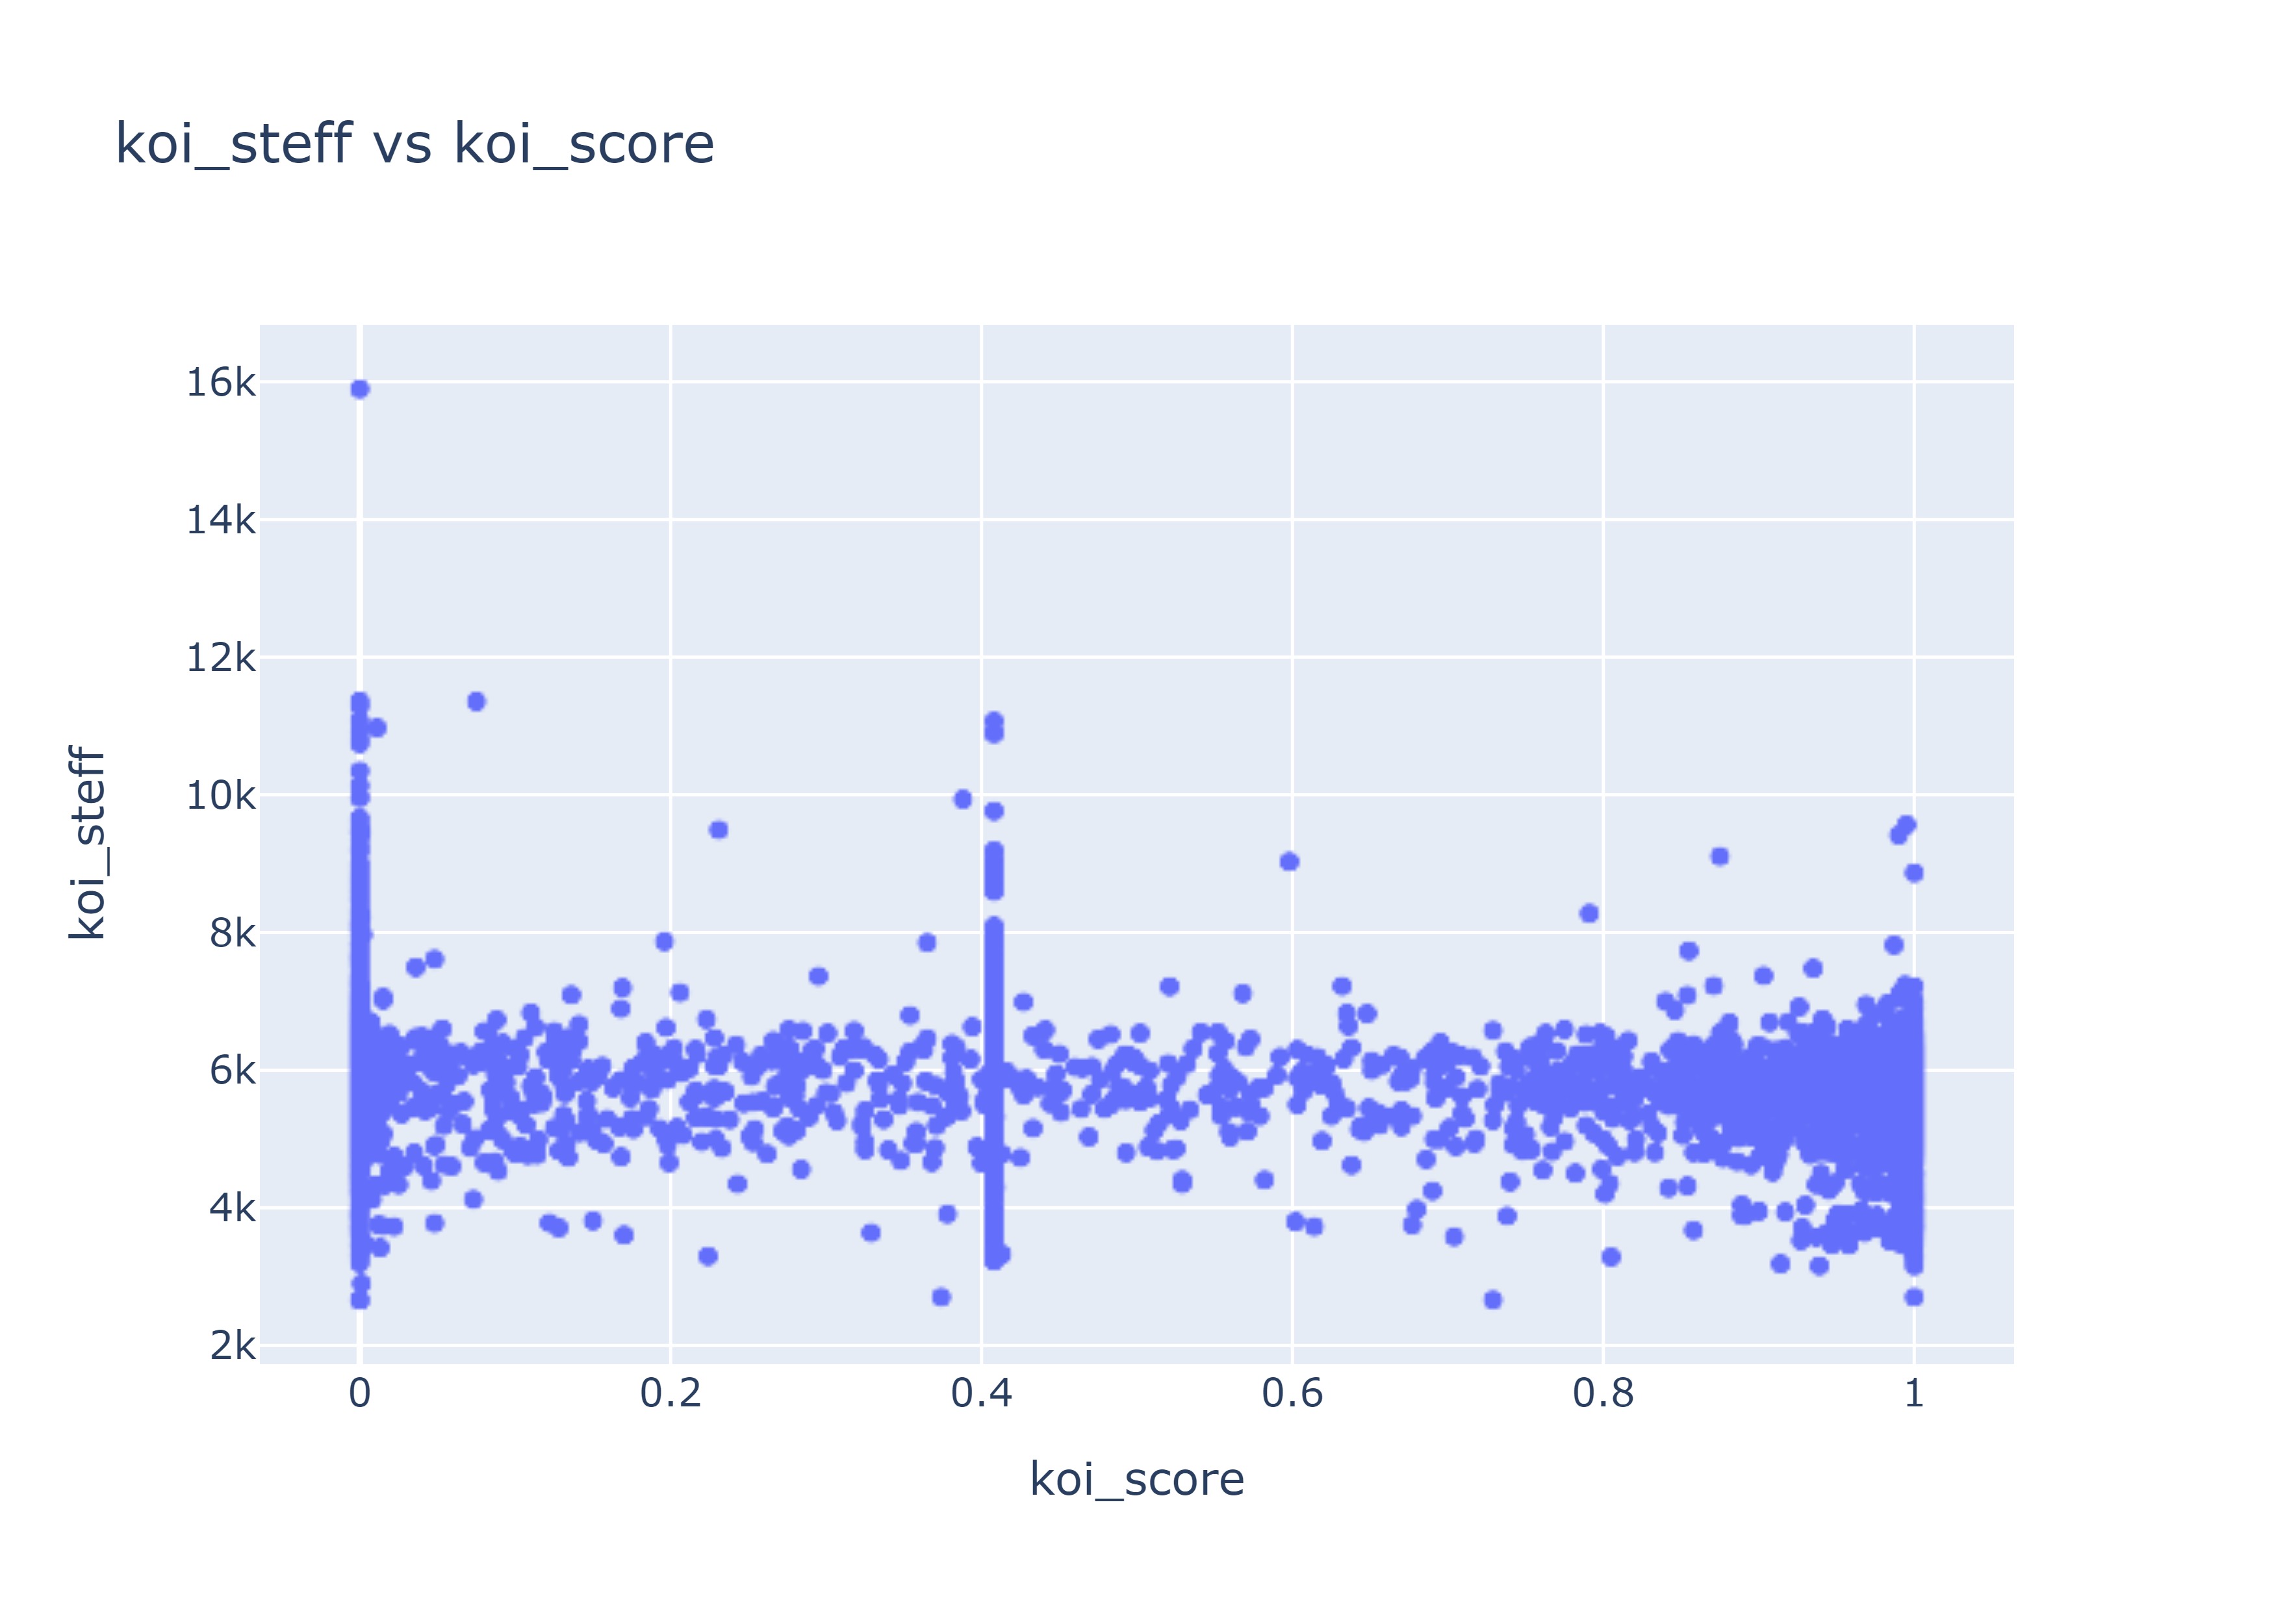 koi_steff vs koi_score
16k
14k
12k
10k
8k
6k
4k
2k
koi_steff
0 0.2 0.4 0.6 0.8 1
koi_score